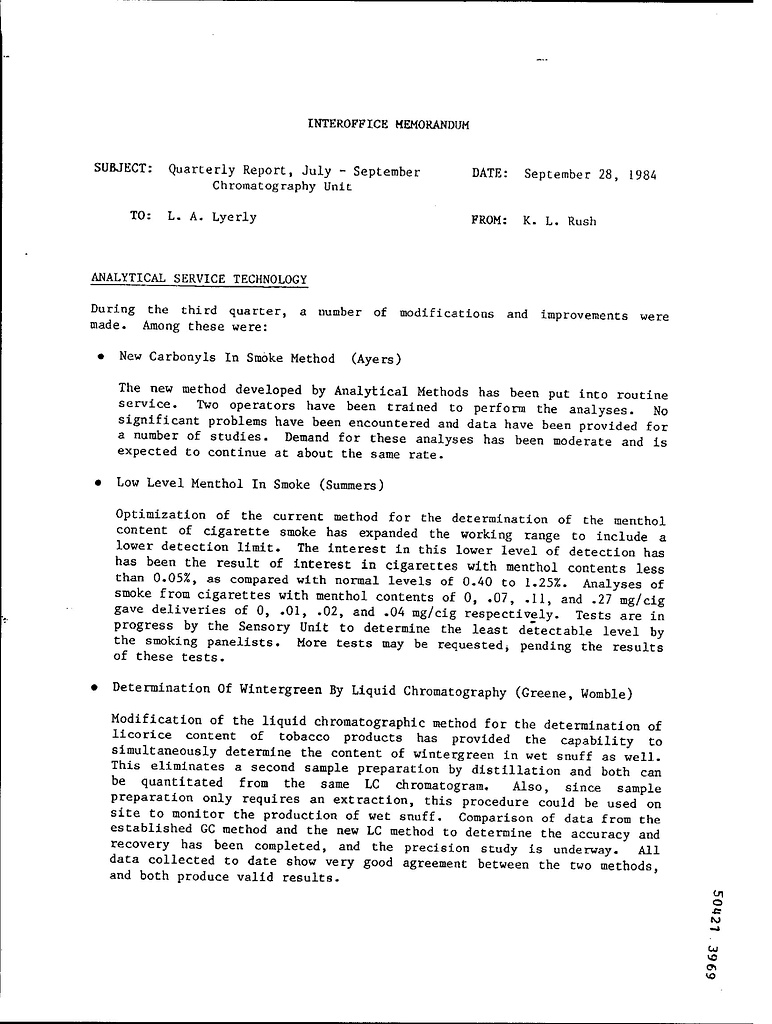 INTEROFFICE MEMORANDUM
SUBJECT: Quarterly Report, July - September
Chromatography Unit
DATE: September 28, 1984
TO: L. A. Lyerly
FROM: K. L. Rush
ANALYTICAL SERVICE TECHNOLOGY
During the third quarter, a number of modifications and improvements were
made. Among these were:
● New Carbonyls In Smoke Method (Ayers)
The new method developed by Analytical Methods has been put into routine
service. Two operators have been trained to perform the analyses. No
significant problems have been encountered and data have been provided for
a number of studies. Demand for these analyses has been moderate and is
expected to continue at about the same rate.
● Low Level Menthol In Smoke (Summers)
Optimization of the current method for the determination of the menthol
content of cigarette smoke has expanded the working range to include a
lower detection limit. The interest in this lower level of detection has
has been the result of interest in cigarettes with menthol contents less
than 0.05%, as compared with normal levels of 0.40 to 1.25%. Analyses of
smoke from cigarettes with menthol contents of 0, .07, .11, and .27 mg/cig
gave deliveries of 0, .01, .02, and .04 mg/cig respectively. Tests are in
progress by the Sensory Unit to determine the least detectable level by
the smoking panelists. More tests may be requested, pending the results
of these tests.
● Determination Of Wintergreen By Liquid Chromatography (Greene, Womble)
Modification of the liquid chromatographic method for the determination of
licorice content of tobacco products has provided the capability to
simultaneously determine the content of wintergreen in wet snuff as well.
This eliminates a second sample preparation by distillation and both can
be quantitated from the same LC chromatogram. Also, since sample
preparation only requires an extraction, this procedure could be used on
site to monitor the production of wet snuff. Comparison of data from the
established GC method and the new LC method to determine the accuracy and
recovery has been completed, and the precision study is underway. All
data collected to date show very good agreement between the two methods,
and both produce valid results.
50421 3969